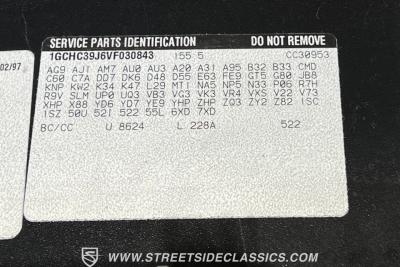 02/97
SERVICE PARTS IDENTIFICATION DO NOT REMOVE
1GCHC39J6VF030843 155 5 CC30953
AG9 AJ1 AM7 AU0 AU3 A20 A31 A95 B32 B33 CMD
C60 C7A DD7 DK6 D48 D55 E63 FE9 GT5 G80 JB8
KNP KW2 K34 K47 L29 MT1 NA5 NP5 N33 P06 R7H
R9V SLM UP0 UQ3 VB3 VG3 VK3 VR4 VXS V22 V73
XHP X88 YD6 YD7 YE9 YHP ZHP ZQ3 ZY2 Z82 1SC
1SZ 50U 52I 522 55L 6XD 7XD
BC/CC U 8624 L 228A 522
WWW.STREETSIDECLASSICS.COM